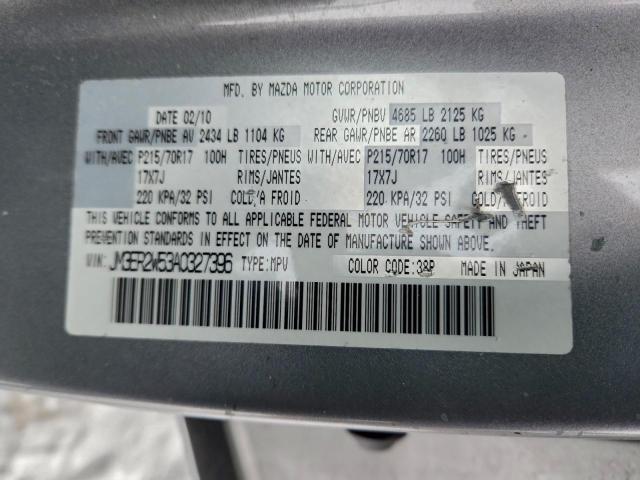 MFD. BY MAZDA MOTOR CORPORATION
DATE 02/10 GVWR/PNBV 4685 LB 2125 KG
FRONT GAWR/PNBE AV 2434 LB 1104 KG REAR GAWR/PNBE AR 2260 LB 1025 KG
WITH/AVEC P215/70R17 100H TIRES/PNEUS WITH/AVEC P215/70R17 100H TIRES/PNEUS
17X7J RIMS/JANTES 17X7J RIMS/JANTES
220 KPA/32 PSI COLD/A FROID 220 KPA/32 PSI COLD/A FROID
THIS VEHICLE CONFORMS TO ALL APPLICABLE FEDERAL MOTOR VEHICLE SAFETY AND THEFT
PREVENTION STANDARDS IN EFFECT ON THE DATE OF MANUFACTURE SHOWN ABOVE.
VIN: JM3ER2W53A0327396 TYPE:MPV COLOR CODE:38P MADE IN JAPAN